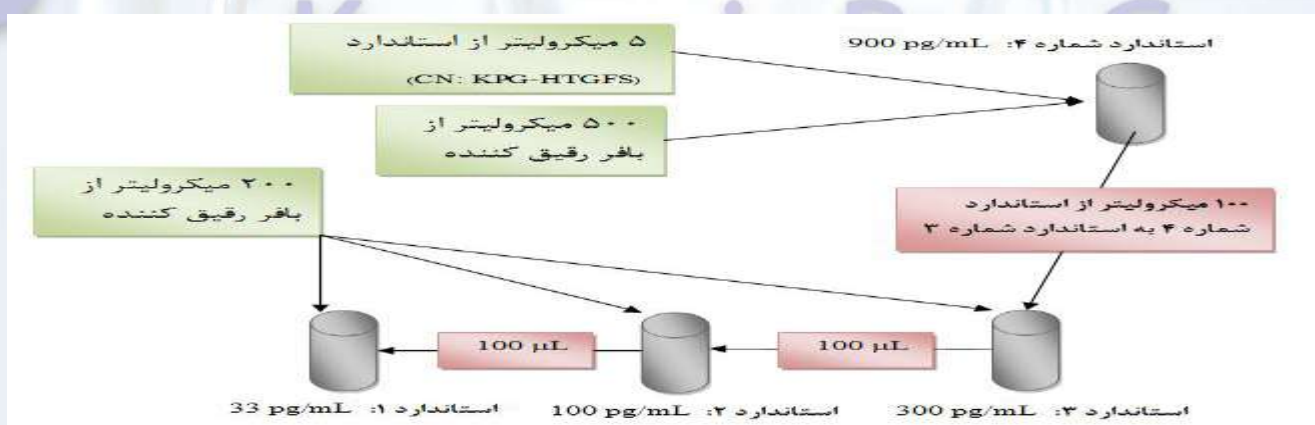 K i P C
۵ میکرولیتر از استاندارد
(CN: KPG-HTGFS)
استاندارد شماره ۴: 900 pg/mL
۵۰۰ میکرولیتر از
بافر رقیق کننده
۲۰۰ میکرولیتر از
بافر رقیق کننده
۱۰۰ میکرولیتر از استاندارد
شماره ۴ به استاندارد شماره ۳
100 µL
100 µL
استاندارد ۳: 300 pg/mL
استاندارد ۲: 100 pg/mL
استاندارد ۱: 33 pg/mL